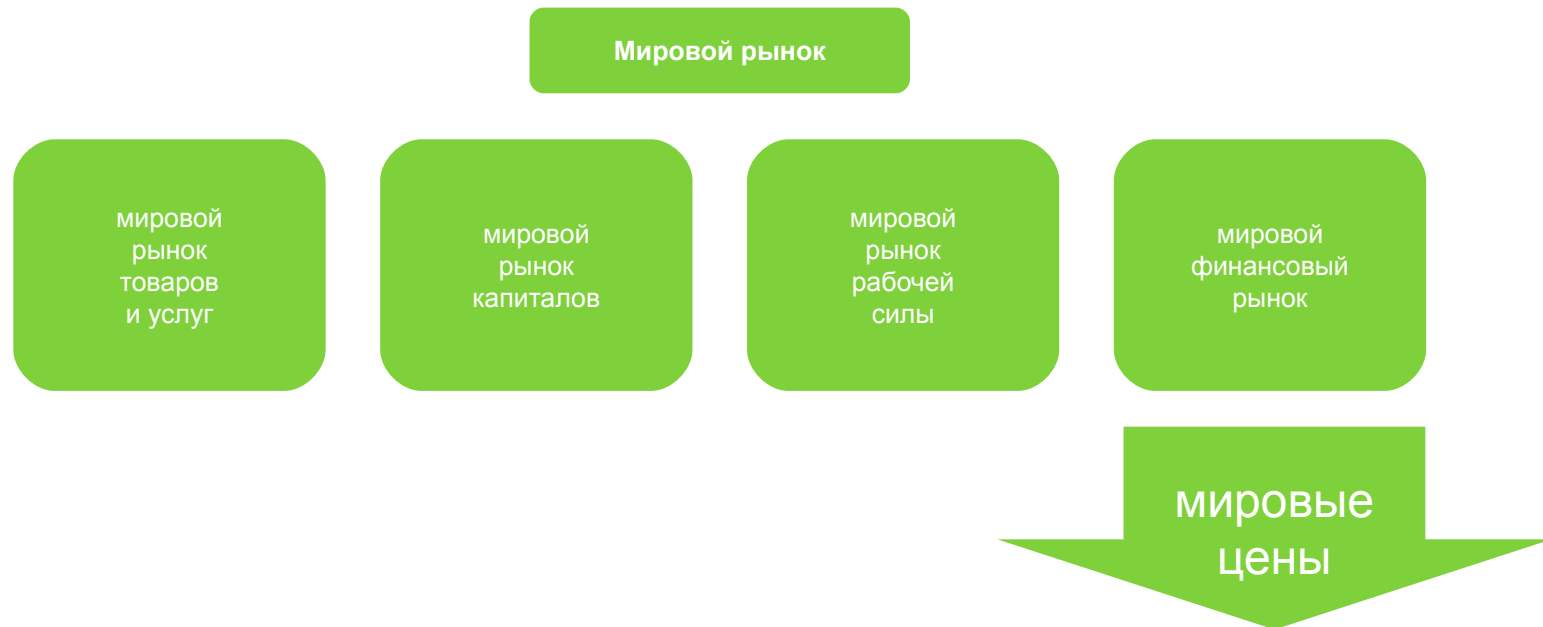 Мировой рынок
мировой
рынок
товаров
и услуг
мировой
рынок
капиталов
мировой
рынок
рабочей
силы
мировой
финансовый
рынок
мировые
цены